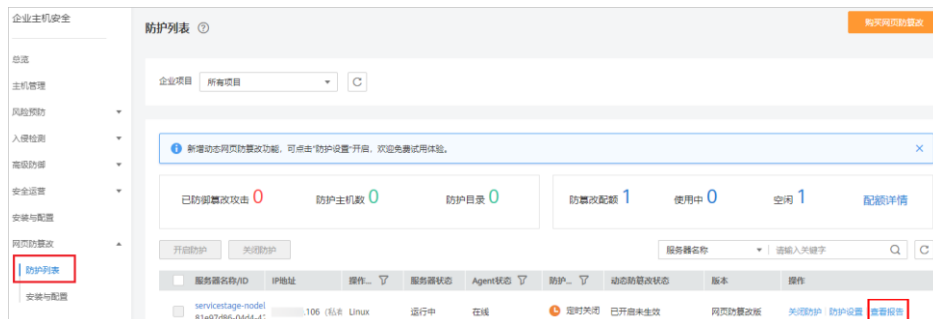 企业主机安全
防护列表
购买网页防篡改
总览
主机管理
风险预防
入侵检测
高级防御
安全运营
安装与配置
网页防篡改
防护列表
安装与配置
企业项目 所有项目
新增动态网页防篡改功能，可点击“防护设置”开启，欢迎免费试用体验。
已防御篡改攻击 0 防护主机数 0 防护目录 0 防篡改配额 1 使用中 0 空闲 1 配额详情
开启防护 关闭防护 服务器名称 请输入关键字
服务器名称/ID IP地址 操作... 服务器状态 Agent状态 防护... 动态防篡改状态 版本 操作
servicestage-nodel .106 (私 Linux 运行中 在线 定时关闭 已开启未生效 网页防篡改版 关闭防护 防护设置 查看报告
81e97d86-04d4-42